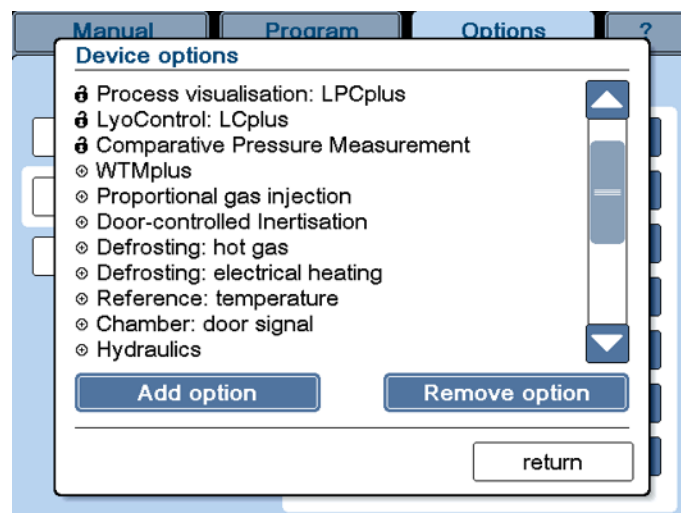 Manual Program Options ?
Device options
Process visualisation: LPCplus
LyoControl: LCplus
Comparative Pressure Measurement
WTMplus
Proportional gas injection
Door-controlled Inertisation
Defrosting: hot gas
Defrosting: electrical heating
Reference: temperature
Chamber: door signal
Hydraulics
Add option Remove option
return